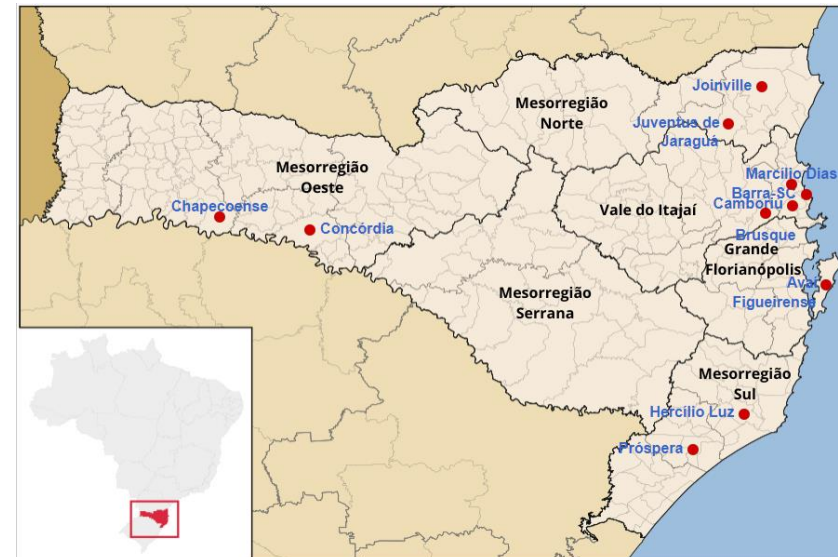 Joinville
Mesorregião
Norte
Juventus de
Jaraguá
Mesorregião
Oeste
Marcílio Dias
Barra-SC
Camboriú
Vale do Itajaí
Chapecoense
Concórdia
Brusque
Grande
Florianópolis
Avaí
Figueirense
Mesorregião
Serrana
Mesorregião
Sul
Hercílio Luz
Próspera